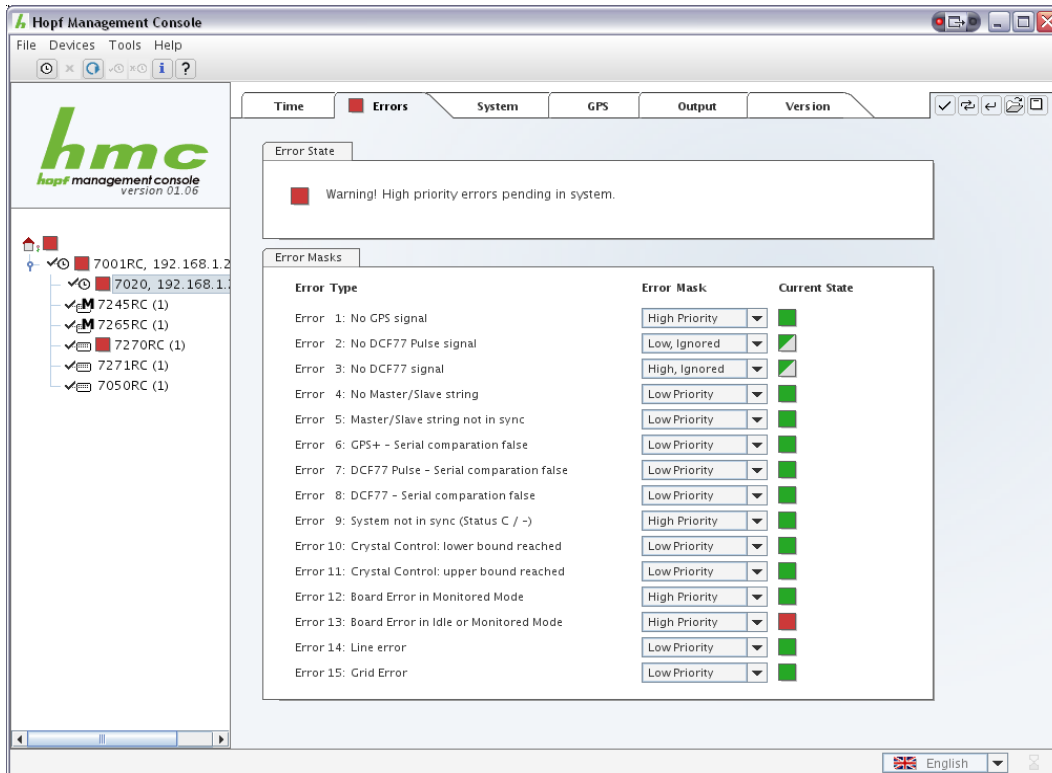 Hopf Management Console
File Devices Tools Help
Time Errors System GPS Output Version
hmc
hopf management console
version 01.06
7001RC, 192.168.1.2
7020, 192.168.1.
7245RC (1)
7265RC (1)
7270RC (1)
7271RC (1)
7050RC (1)
Error State
Warning! High priority errors pending in system.
Error Masks
Error Type Error Mask Current State
Error 1: No GPS signal High Priority
Error 2: No DCF77 Pulse signal Low, Ignored
Error 3: No DCF77 signal High, Ignored
Error 4: No Master/Slave string Low Priority
Error 5: Master/Slave string not in sync Low Priority
Error 6: GPS+ - Serial comparation false Low Priority
Error 7: DCF77 Pulse - Serial comparation false Low Priority
Error 8: DCF77 - Serial comparation false Low Priority
Error 9: System not in sync (Status C / -) High Priority
Error 10: Crystal Control: lower bound reached Low Priority
Error 11: Crystal Control: upper bound reached Low Priority
Error 12: Board Error in Monitored Mode High Priority
Error 13: Board Error in Idle or Monitored Mode High Priority
Error 14: Line error Low Priority
Error 15: Grid Error Low Priority
English